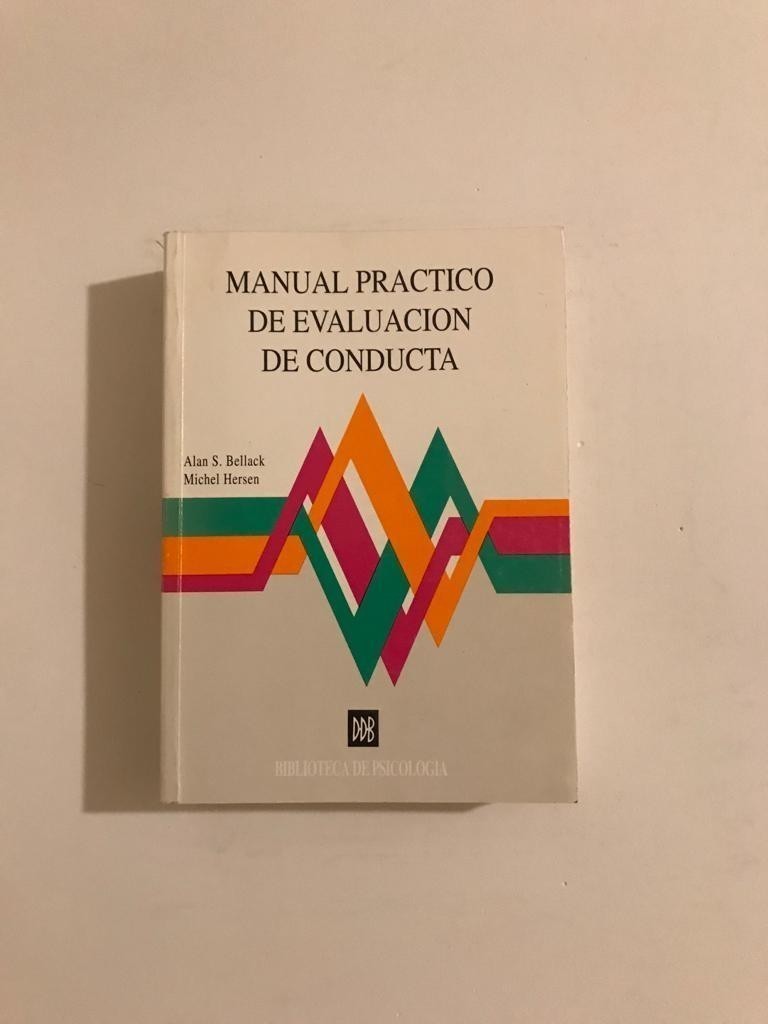 MANUAL PRACTICO
DE EVALUACION
DE CONDUCTA
Alan S. Bellack
Michel Hersen
DDB
BIBLIOTECA DE PSICOLOGIA